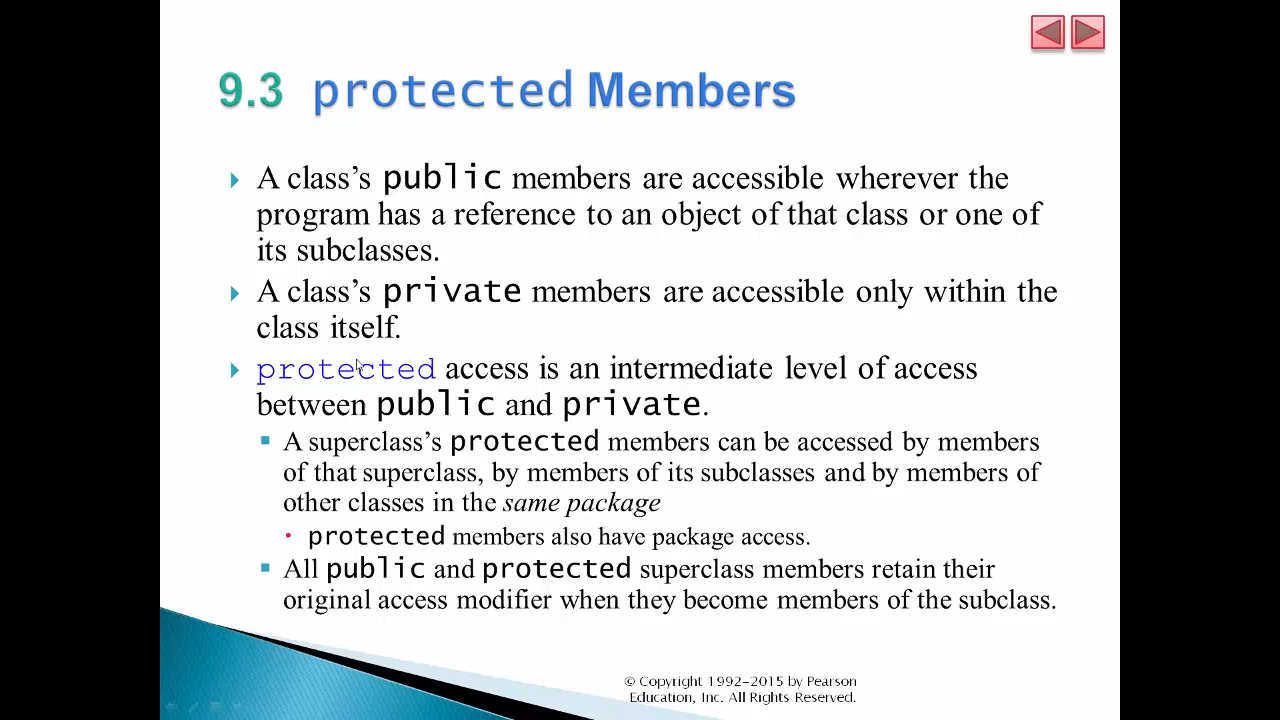 9.3 protected Members
A class’s public members are accessible wherever the
program has a reference to an object of that class or one of
its subclasses.
A class’s private members are accessible only within the
class itself.
protected access is an intermediate level of access
between public and private.
A superclass’s protected members can be accessed by members
of that superclass, by members of its subclasses and by members of
other classes in the same package
protected members also have package access.
All public and protected superclass members retain their
original access modifier when they become members of the subclass.
© Copyright 1992–2015 by Pearson
Education, Inc. All Rights Reserved.